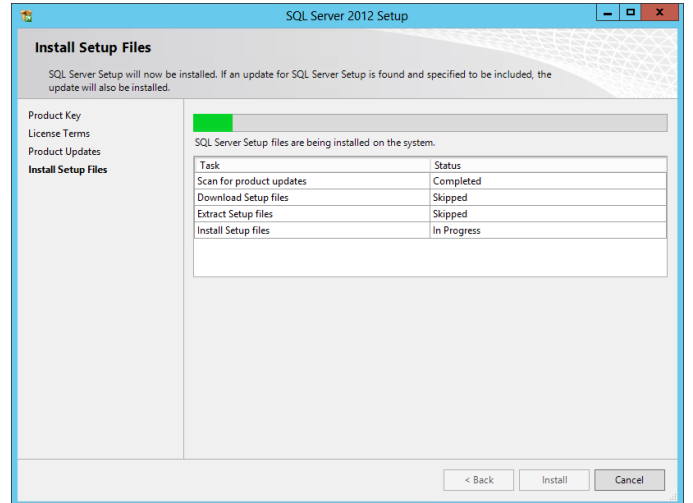 SQL Server 2012 Setup
Install Setup Files
SQL Server Setup will now be installed. If an update for SQL Server Setup is found and specified to be included, the
update will also be installed.
Product Key
License Terms
Product Updates
Install Setup Files
SQL Server Setup files are being installed on the system.
Task Status
Scan for product updates Completed
Download Setup files Skipped
Extract Setup files Skipped
Install Setup files In Progress
< Back Install Cancel